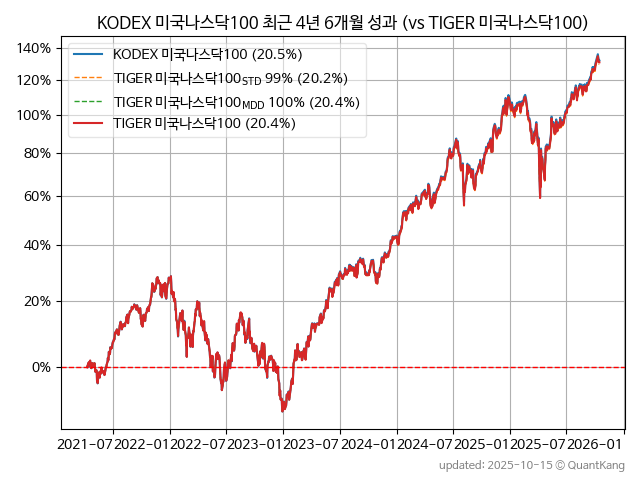 KODEX 미국나스닥100 최근 4년 6개월 성과 (vs TIGER 미국나스닥100)
140%
120%
100%
80%
60%
40%
20%
0%
KODEX 미국나스닥100 (20.5%)
TIGER 미국나스닥100STD 99% (20.2%)
TIGER 미국나스닥100MDD 100% (20.4%)
TIGER 미국나스닥100 (20.4%)
2021-07 2022-01 2022-07 2023-01 2023-07 2024-01 2024-07 2025-01 2025-07 2026-01
updated: 2025-10-15 © QuantKang